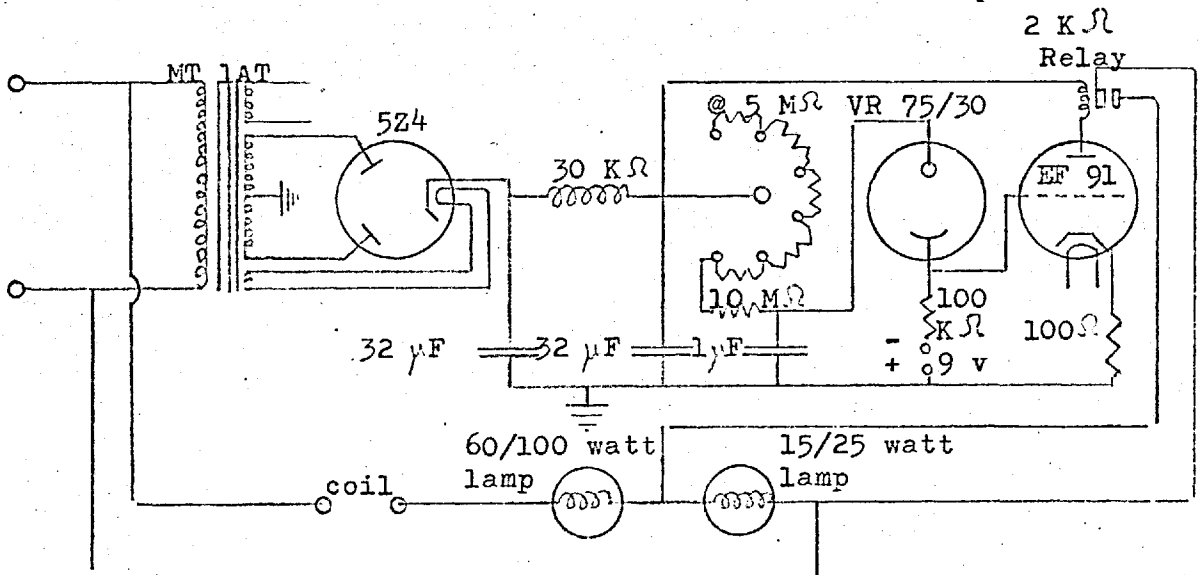 2 KΩ
Relay
MT 1AT
@ 5 MΩ
VR 75/30
5Z4
30 KΩ
EF 91
10 MΩ
100
KΩ
100Ω
32 μF
32 μF
1μF
-
+ 9 v
60/100 watt
lamp
15/25 watt
lamp
coil